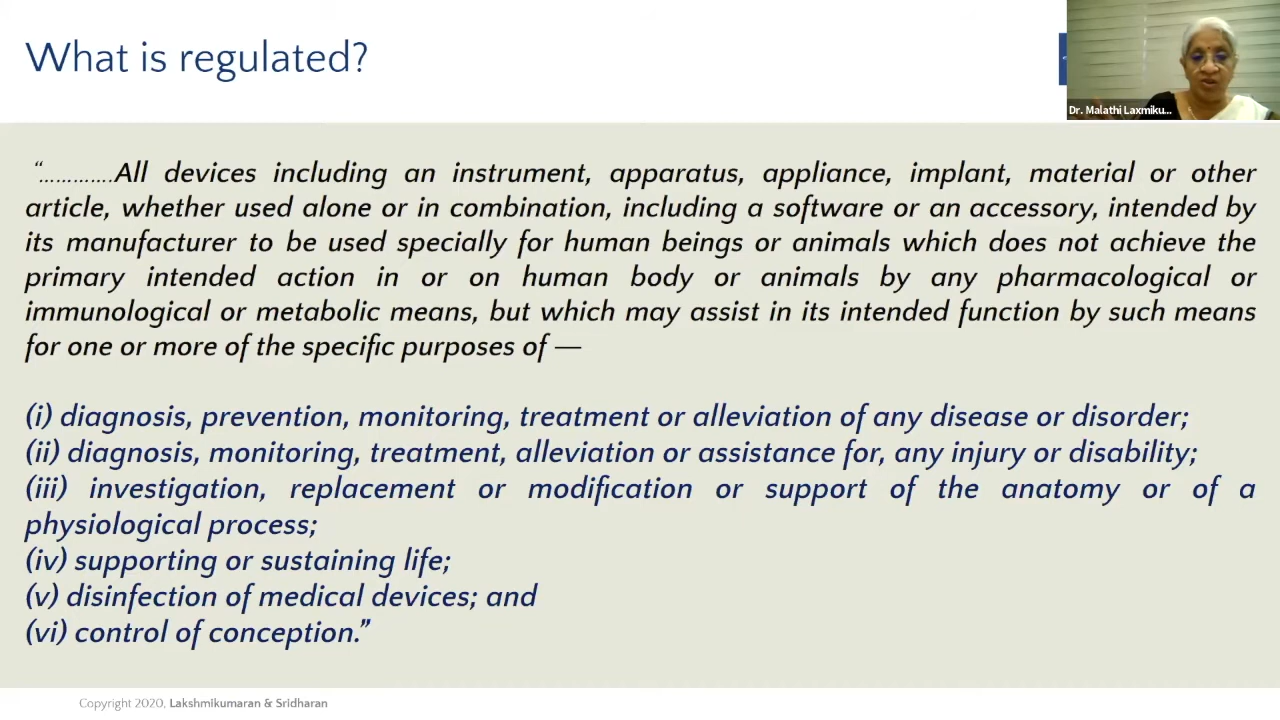 What is regulated?
Dr. Malathi Laxmiku...
“………….All devices including an instrument, apparatus, appliance, implant, material or other
article, whether used alone or in combination, including a software or an accessory, intended by
its manufacturer to be used specially for human beings or animals which does not achieve the
primary intended action in or on human body or animals by any pharmacological or
immunological or metabolic means, but which may assist in its intended function by such means
for one or more of the specific purposes of —
(i) diagnosis, prevention, monitoring, treatment or alleviation of any disease or disorder;
(ii) diagnosis, monitoring, treatment, alleviation or assistance for, any injury or disability;
(iii) investigation, replacement or modification or support of the anatomy or of a
physiological process;
(iv) supporting or sustaining life;
(v) disinfection of medical devices; and
(vi) control of conception.”
Copyright 2020, Lakshmikumaran & Sridharan